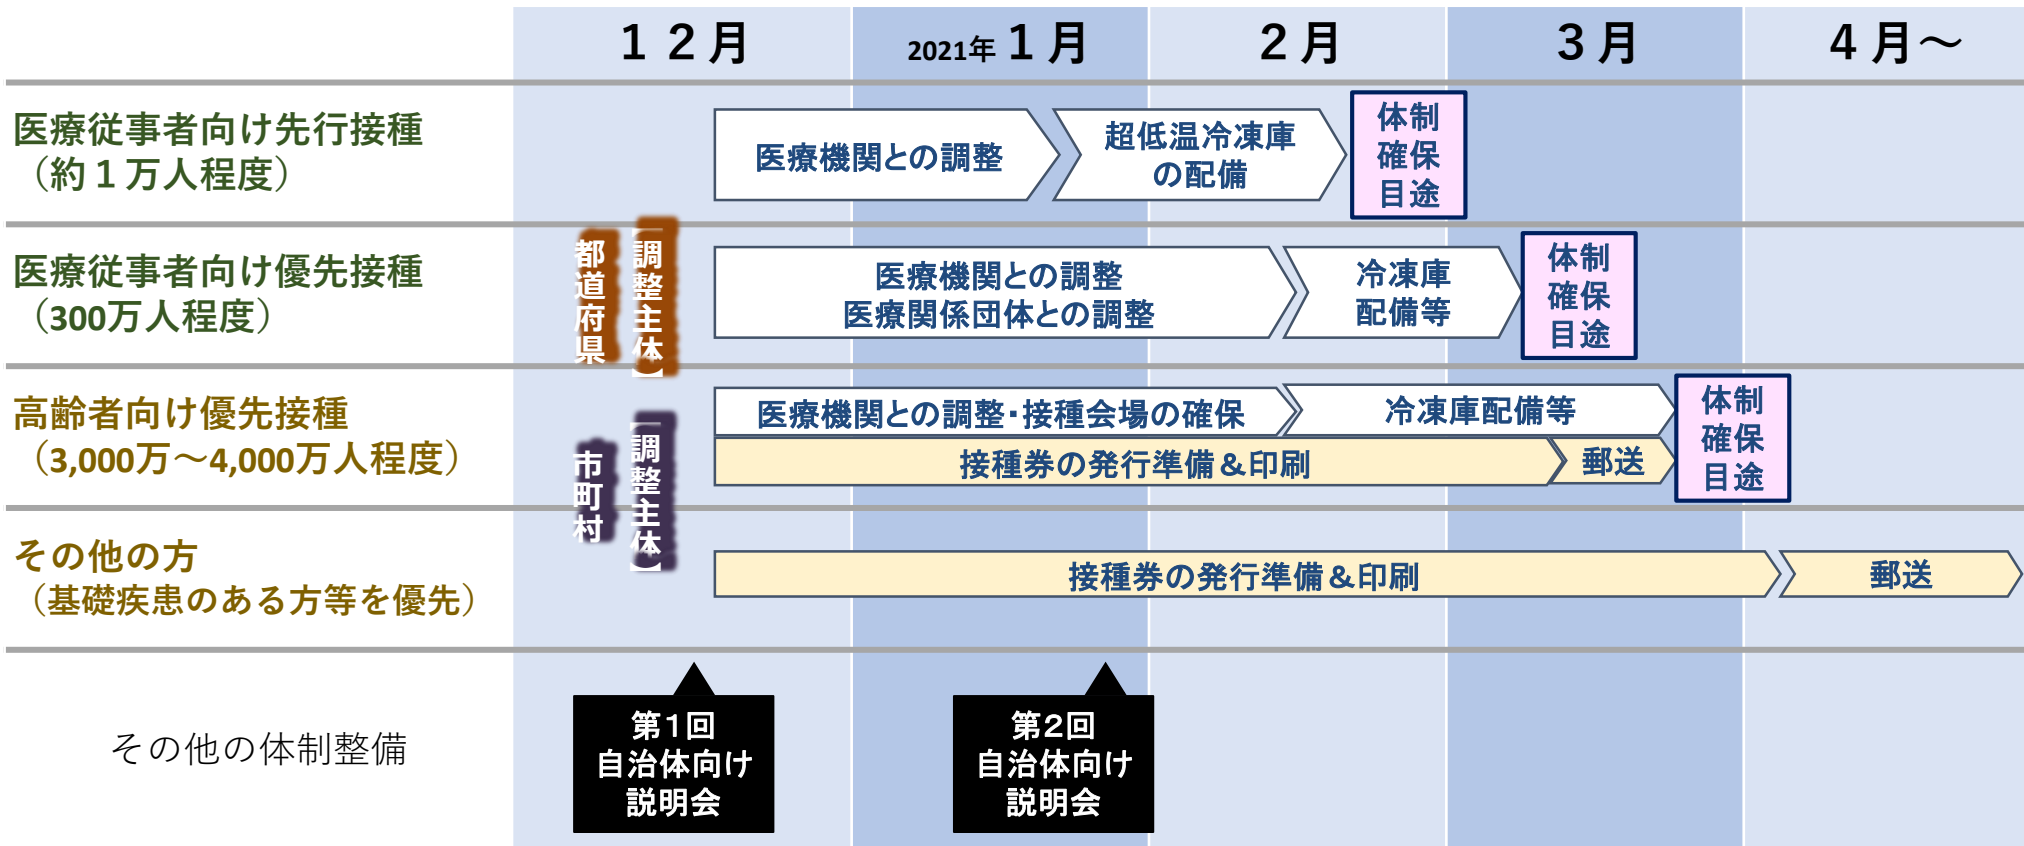 １２月
2021年 １月
２月
３月
４月～
医療従事者向け先行接種
（約１万人程度）
医療機関との調整
超低温冷凍庫
の配備
体制
確保
目途
医療従事者向け優先接種
（300万人程度）
【調整主体】
都道府県
医療機関との調整
医療関係団体との調整
冷凍庫
配備等
体制
確保
目途
高齢者向け優先接種
（3,000万～4,000万人程度）
【調整主体】
市町村
医療機関との調整・接種会場の確保
冷凍庫配備等
接種券の発行準備＆印刷
郵送
体制
確保
目途
その他の方
（基礎疾患のある方等を優先）
接種券の発行準備＆印刷
郵送
その他の体制整備
第１回
自治体向け
説明会
第２回
自治体向け
説明会